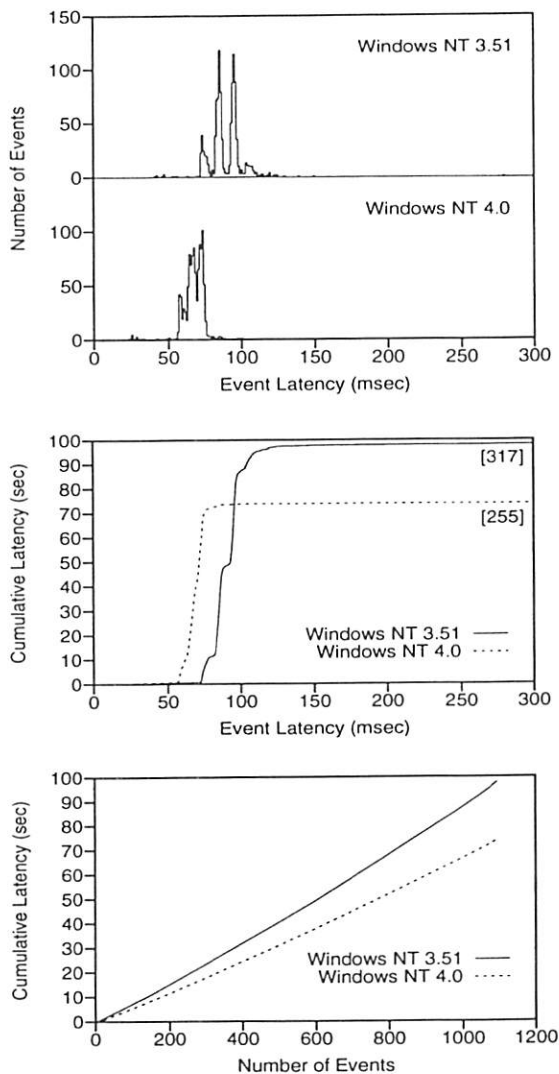 150
Windows NT 3.51
100
50
0
Number of Events
Windows NT 4.0
100
50
0
0 50 100 150 200 250 300
Event Latency (msec)
100
90
80
70
60
50
40
30
20
10
0
Cumulative Latency (sec)
[317]
[255]
Windows NT 3.51
Windows NT 4.0
0 50 100 150 200 250 300
Event Latency (msec)
100
90
80
70
60
50
40
30
20
10
0
Cumulative Latency (sec)
Windows NT 3.51
Windows NT 4.0
0 200 400 600 800 1000 1200
Number of Events